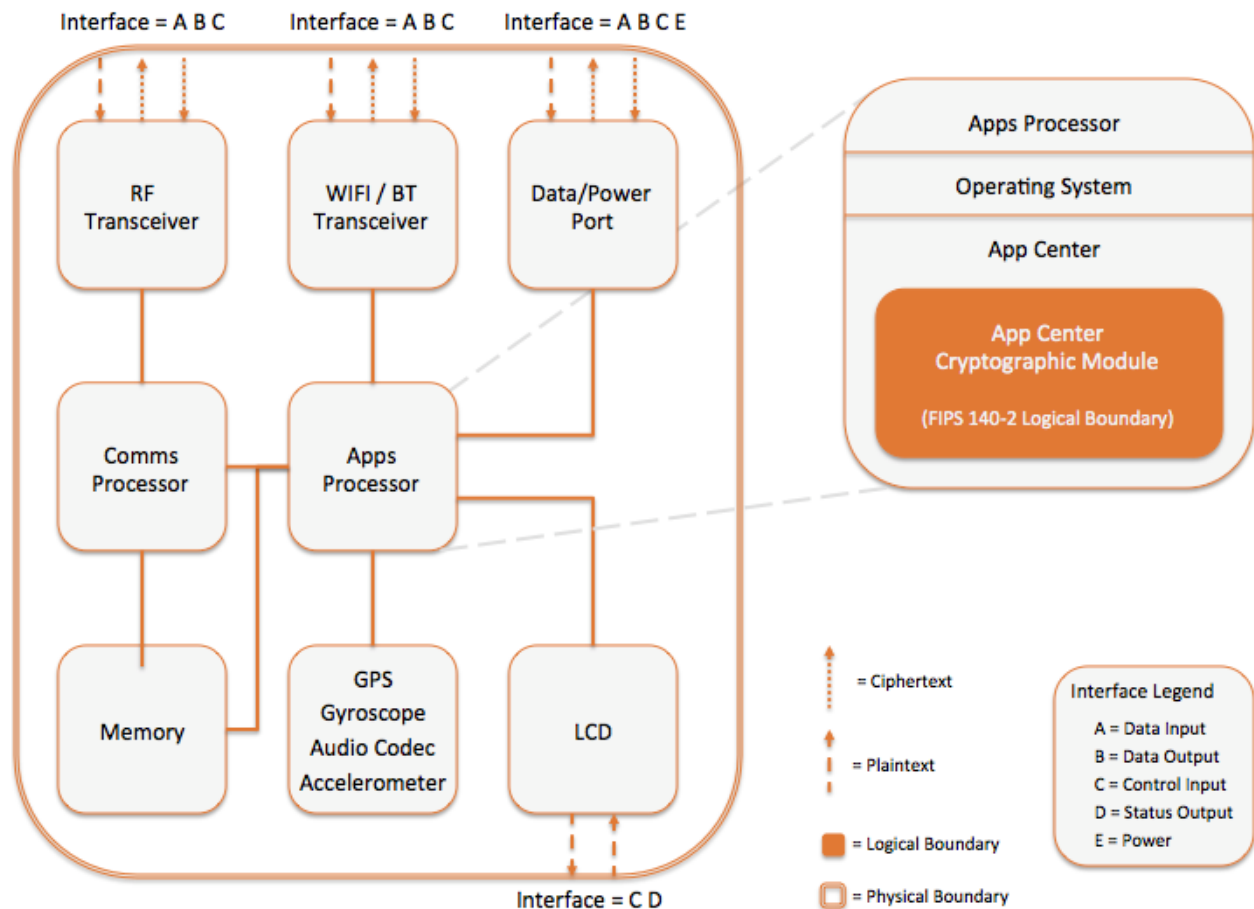 Interface = A B C
Interface = A B C
Interface = A B C E
RF
Transceiver
WIFI / BT
Transceiver
Data/Power
Port
Comms
Processor
Apps
Processor
Memory
GPS
Gyroscope
Audio Codec
Accelerometer
LCD
Interface = C D
Apps Processor
Operating System
App Center
App Center
Cryptographic Module
(FIPS 140-2 Logical Boundary)
= Ciphertext
= Plaintext
= Logical Boundary
= Physical Boundary
Interface Legend
A = Data Input
B = Data Output
C = Control Input
D = Status Output
E = Power